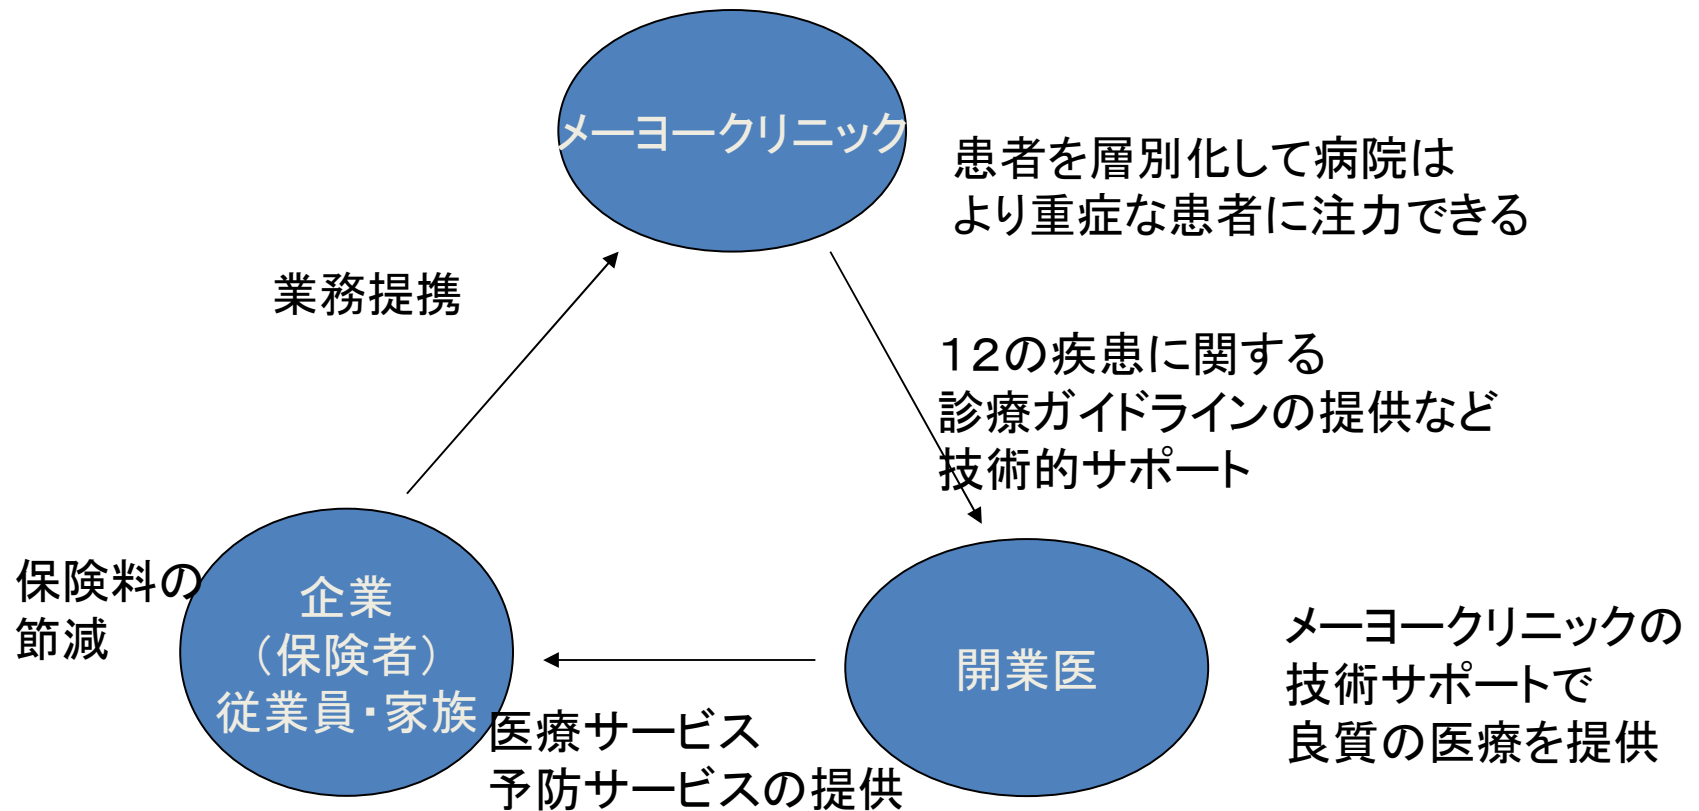 メーヨークリニック
患者を層別化して病院は
より重症な患者に注力できる
業務提携
１２の疾患に関する
診療ガイドラインの提供など
技術的サポート
保険料の
節減
企業
（保険者）
従業員・家族
開業医
メーヨークリニックの
技術サポートで
良質の医療を提供
医療サービス
予防サービスの提供